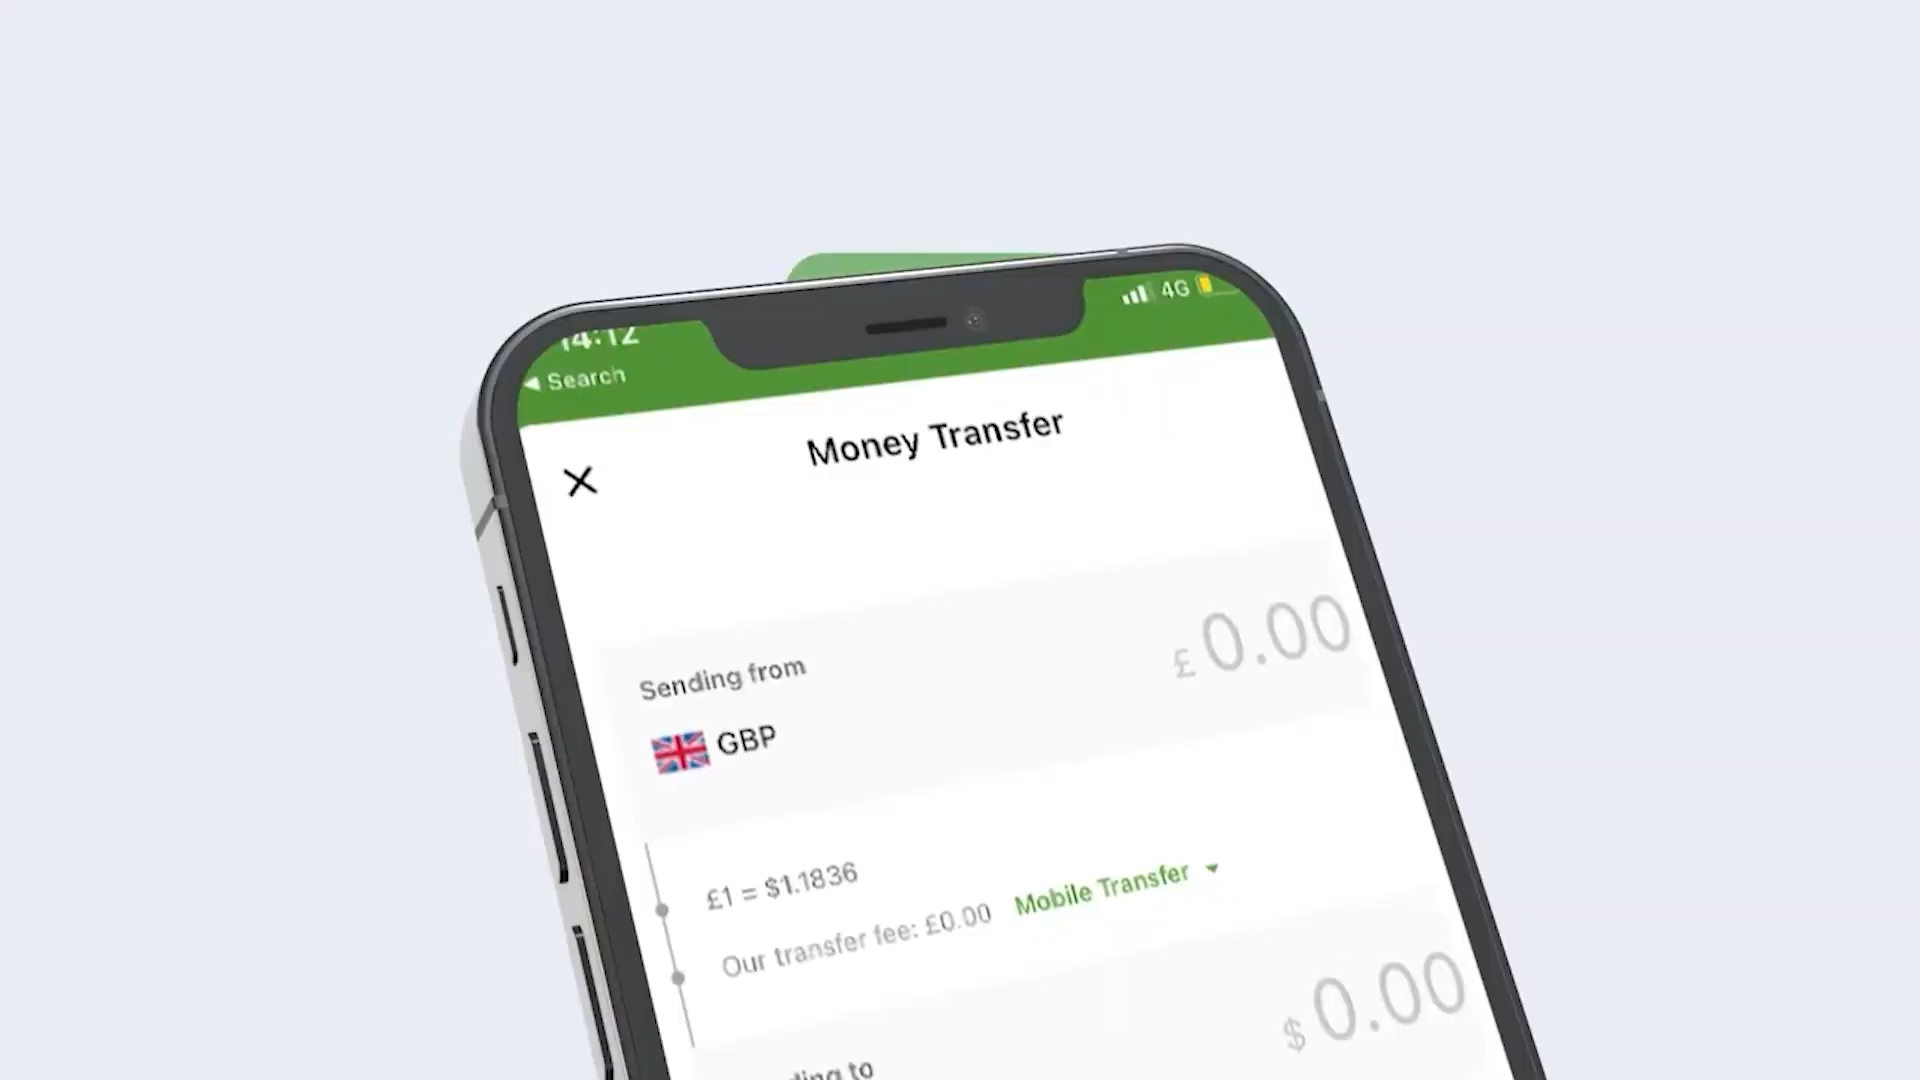 14:12
4G
Search
Money Transfer
Sending from
£0.00
GBP
£1 = $1.1836
Our transfer fee: £0.00 Mobile Transfer
$0.00
to